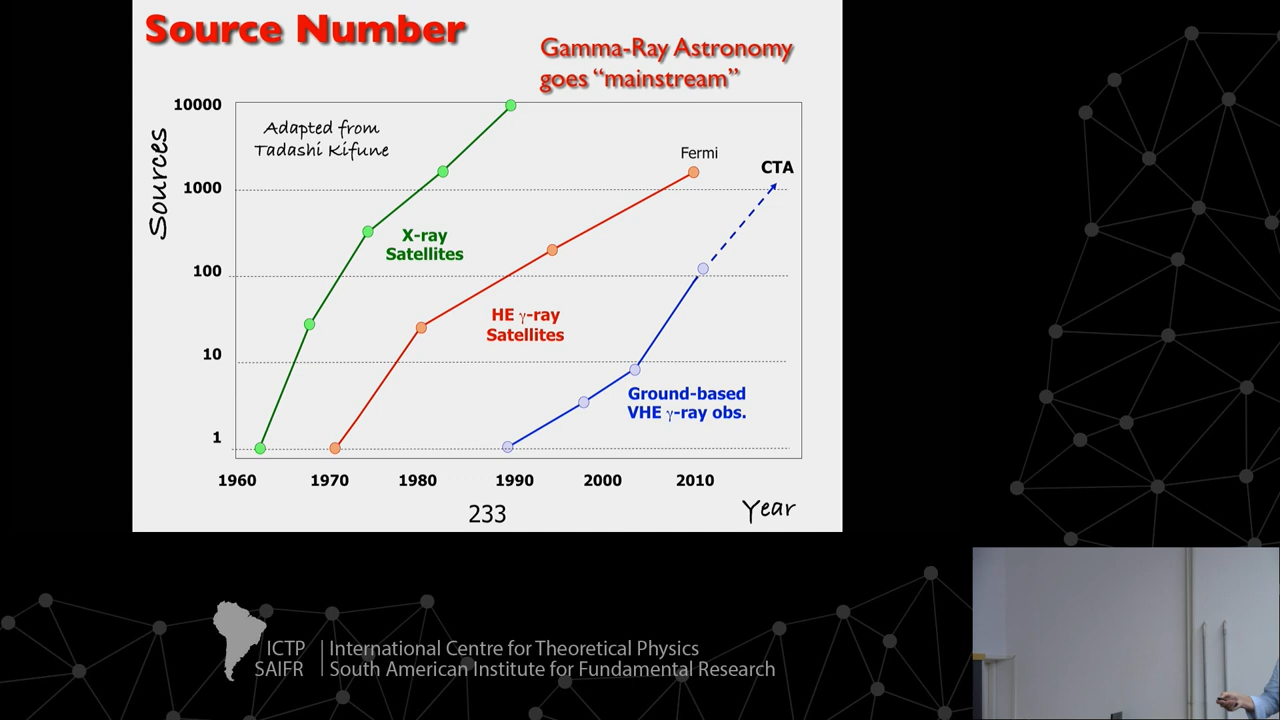 Source Number
Gamma-Ray Astronomy
goes “mainstream”
10000
Adapted from
Tadashi Kifune
Sources
Fermi
CTA
1000
X-ray
Satellites
100
HE γ-ray
Satellites
10
Ground-based
VHE γ-ray obs.
1
1960 1970 1980 1990 2000 2010
233
Year
ICTP | International Centre for Theoretical Physics
SAIFR | South American Institute for Fundamental Research